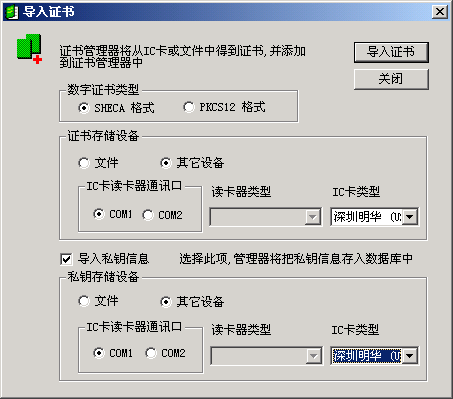 导入证书
证书管理器将从IC卡或文件中得到证书,并添加
到证书管理器中
导入证书
关闭
数字证书类型
SHECA 格式
PKCS12 格式
证书存储设备
文件
其它设备
IC卡读卡器通讯口
读卡器类型
IC卡类型
COM1
COM2
深圳明华 (U
导入私钥信息
选择此项,管理器将把私钥信息存入数据库中
私钥存储设备
文件
其它设备
IC卡读卡器通讯口
读卡器类型
IC卡类型
COM1
COM2
深圳明华 (U